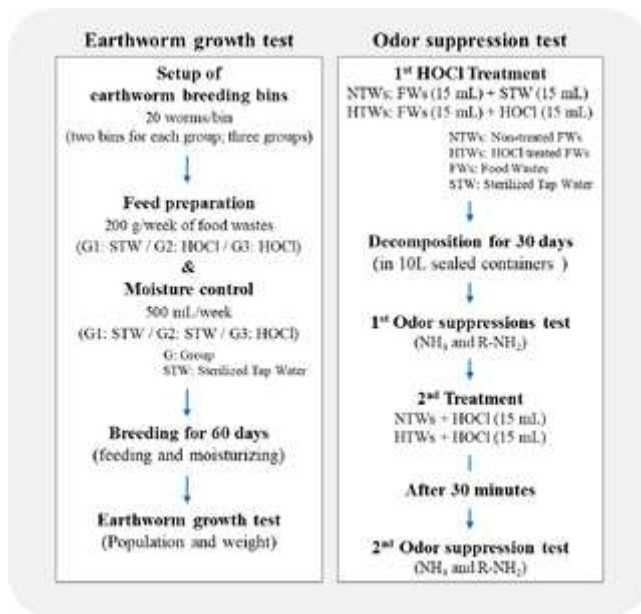 Earthworm growth test
Setup of
earthworm breeding bins
20 worms/bin
(two bins for each group; three groups)
Feed preparation
200 g/week of food wastes
(G1: STW / G2: HOCl / G3: HOCl)
&
Moisture control
500 mL/week
(G1: STW / G2: STW / G3: HOCl)
G: Group
STW: Sterilized Tap Water
Breeding for 60 days
(feeding and moisturizing)
Earthworm growth test
(Population and weight)
Odor suppression test
1st HOCl Treatment
NTWs: FWs (15 mL) + STW (15 mL)
HTWs: FWs (15 mL) + HOCl (15 mL)
NTWs: Non-treated FWs
HTWs: HOCl-treated FWs
FWs: Food Wastes
STW: Sterilized Tap Water
Decomposition for 30 days
(in 10L sealed containers )
1st Odor suppressions test
(NH₃ and R-NH₂)
2nd Treatment
NTWs + HOCl (15 mL)
HTWs + HOCl (15 mL)
After 30 minutes
2nd Odor suppression test
(NH₃ and R-NH₂)